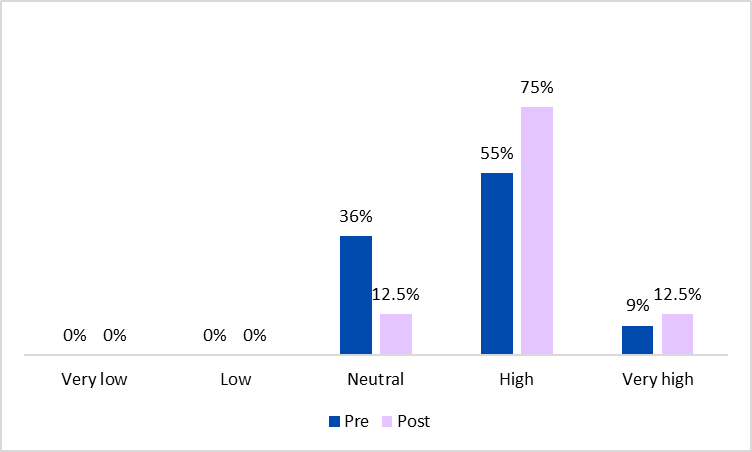 75%
55%
36%
12.5%
9%
12.5%
0%
0%
0%
0%
Very low
Low
Neutral
High
Very high
Pre
Post